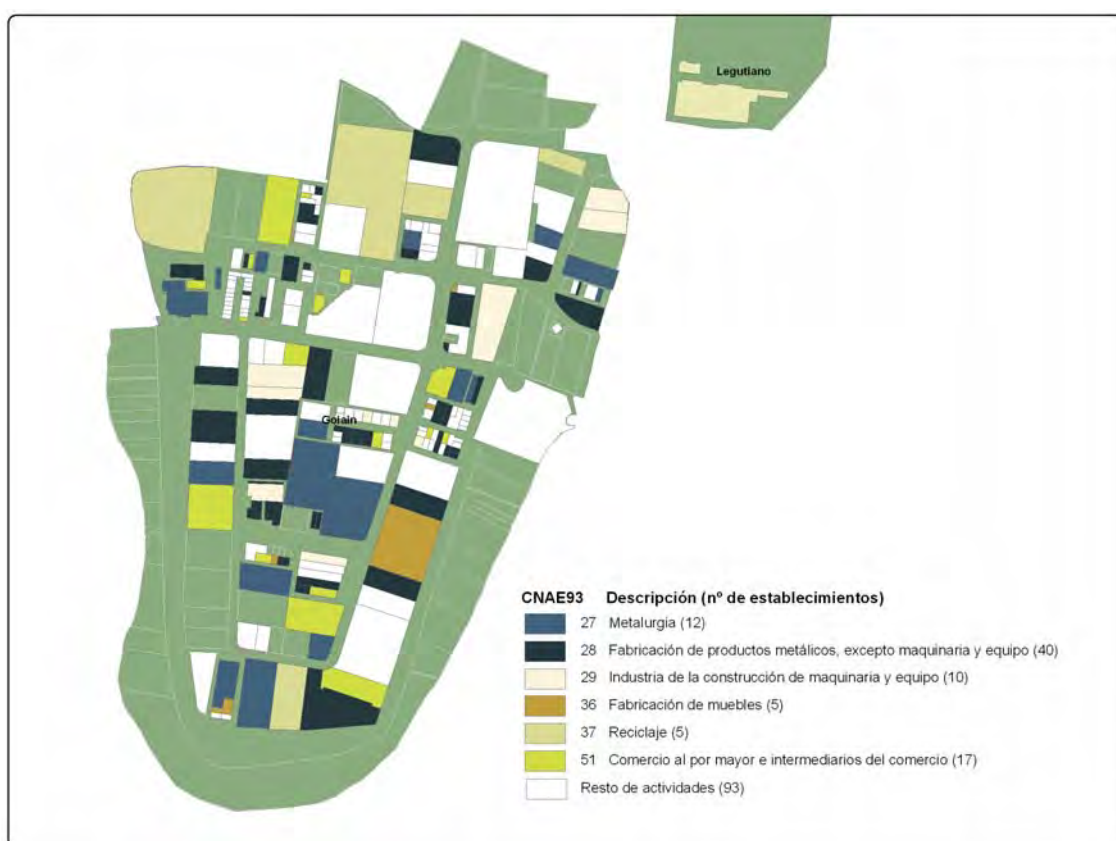 Legutiano
Goiain
CNAE93 Descripción (nº de establecimientos)
27 Metalurgia (12)
28 Fabricación de productos metálicos, excepto maquinaria y equipo (40)
29 Industria de la construcción de maquinaria y equipo (10)
36 Fabricación de muebles (5)
37 Reciclaje (5)
51 Comercio al por mayor e intermediarios del comercio (17)
Resto de actividades (93)